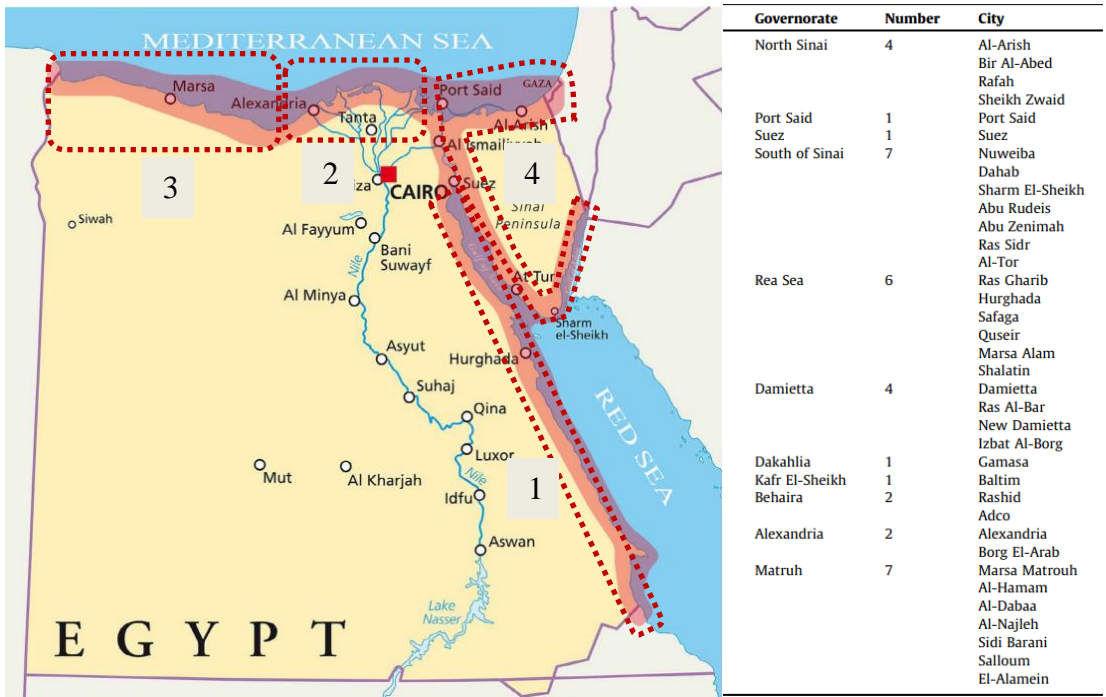 MEDITERRANEAN SEA
Marsa
Alexandria
Port Said
GAZA
Tanta
Al Arish
Al Ismailiyyah
3
2
4
iza
CAIRO
Suez
Siwah
Sinai
Peninsula
Al Fayyum
Nile
Bani
Suwayf
At Tur
Al Minya
Sharm
el-Sheikh
Asyut
Hurghada
Suhaj
RED SEA
Qina
Luxor
Mut
Al Kharjah
Nile
1
Idfu
Aswan
Lake
Nasser
EGYPT
Governorate Number City
North Sinai 4 Al-Arish
Bir Al-Abed
Rafah
Sheikh Zwaid
Port Said 1 Port Said
Suez 1 Suez
South of Sinai 7 Nuweiba
Dahab
Sharm El-Sheikh
Abu Rudeis
Abu Zenimah
Ras Sidr
Al-Tor
Rea Sea 6 Ras Gharib
Hurghada
Safaga
Quseir
Marsa Alam
Shalatin
Damietta 4 Damietta
Ras Al-Bar
New Damietta
Izbat Al-Borg
Dakahlia 1 Gamasa
Kafr El-Sheikh 1 Baltim
Behaira 2 Rashid
Adco
Alexandria 2 Alexandria
Borg El-Arab
Matruh 7 Marsa Matrouh
Al-Hamam
Al-Dabaa
Al-Najleh
Sidi Barani
Salloum
El-Alamein